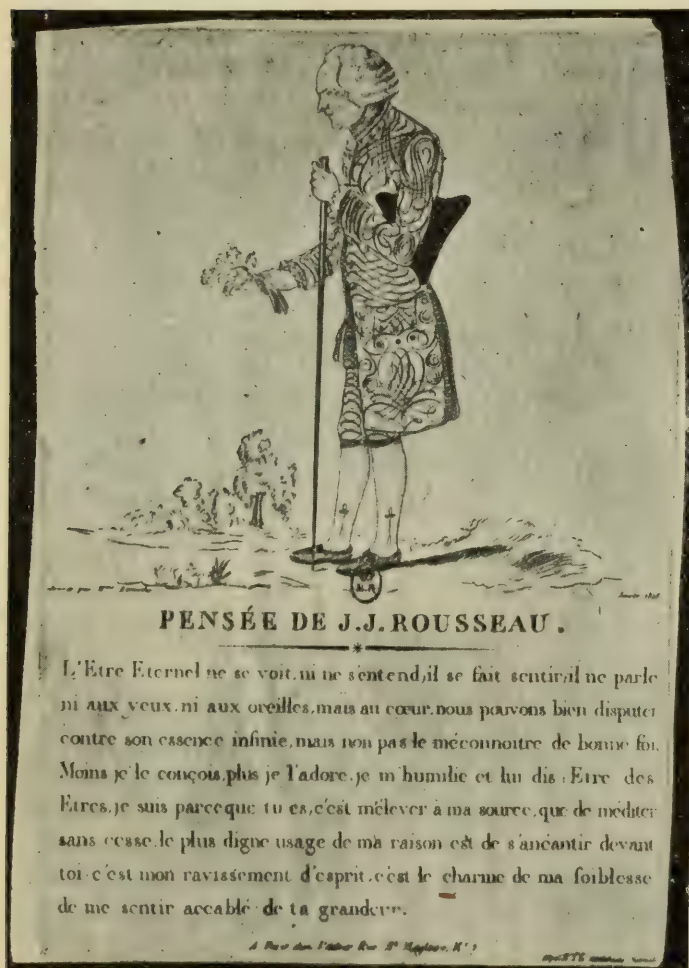 PENSÉE DE J.J. ROUSSEAU.
L'Etre Eternel ne se voit, ni ne s'entend, il se fait sentir, il ne parle
ni aux yeux, ni aux oreilles, mais au cœur, nous pouvons bien disputer
contre son essence infinie, mais non pas le méconnoitre de bonne foi.
Moins je le conçois, plus je l'adore, je m'humilie et lui dis : Etre des
Etres, je suis parceque tu es, c'est m'élever à ma source, que de méditer
sans cesse, le plus digne usage de ma raison est de s'anéantir devant
toi c'est mon ravissement d'esprit, c'est le charme de ma foiblesse
de me sentir accablé de ta grandeur.
A Rue